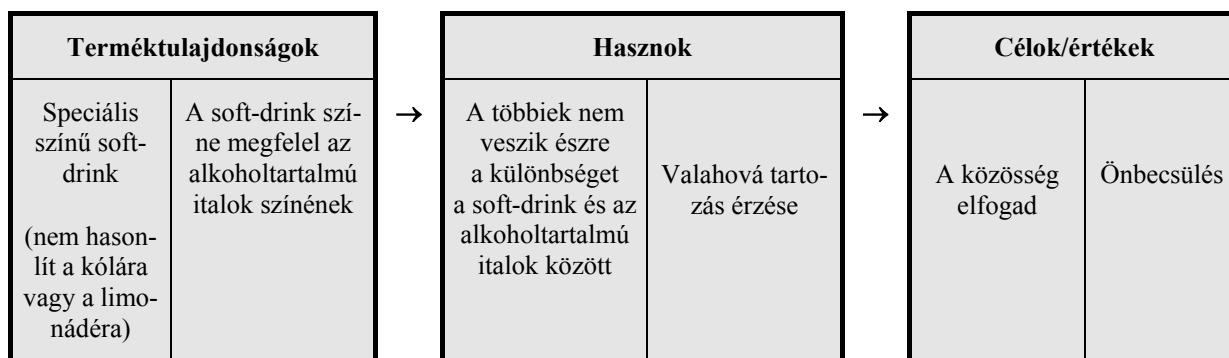 Terméktulajdonságok
Speciális
színű soft-
drink
(nem hason-
lít a kólára
vagy a limo-
nádéra)
A soft-drink szí-
ne megfelel az
alkoholtartalmú
italok színének
→
Hasznok
A többiek nem
veszik észre
a különbséget
a soft-drink és az
alkoholtartalmú
italok között
Valahová tarto-
zás érzése
→
Célok/értékek
A közösség
elfogad
Önbecsülés